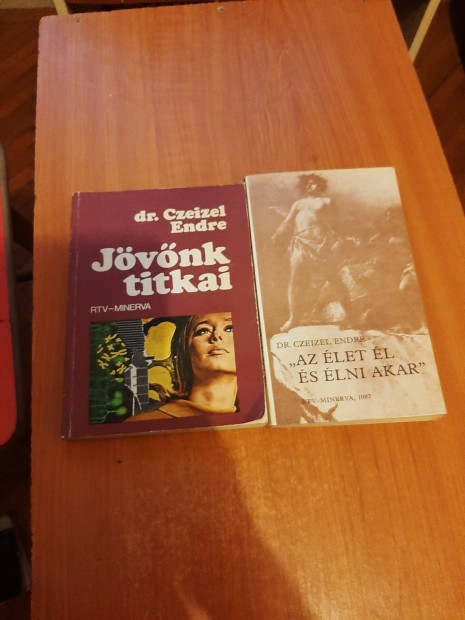 dr. Czeizel
Endre
Jövőnk
titkai
RTV-MINERVA
DR. CZEIZEL ENDRE
„AZ ÉLET ÉL
ÉS ÉLNI AKAR”
RTV-MINERVA, 1987